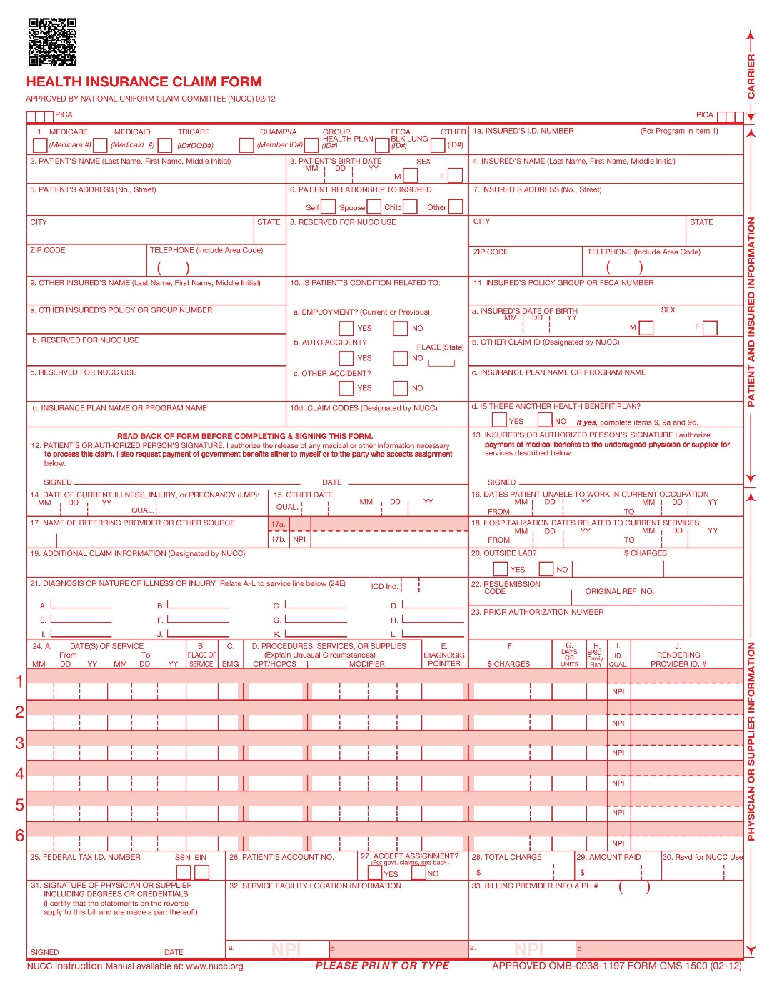 HEALTH INSURANCE CLAIM FORM
APPROVED BY NATIONAL UNIFORM CLAIM COMMITTEE (NUCC) 02/12
PICA
PICA
CARRIER
1. MEDICARE MEDICAID TRICARE CHAMPVA GROUP HEALTH PLAN FECA BLK LUNG OTHER
(Medicare #) (Medicaid #) (ID#DOD#) (Member ID#) (ID#) (ID#) (ID#)
1a. INSURED'S I.D. NUMBER (For Program in Item 1)
2. PATIENT'S NAME (Last Name, First Name, Middle Initial)
3. PATIENT'S BIRTH DATE SEX
MM DD YY M F
4. INSURED'S NAME (Last Name, First Name, Middle Initial)
5. PATIENT'S ADDRESS (No., Street)
6. PATIENT RELATIONSHIP TO INSURED
Self Spouse Child Other
7. INSURED'S ADDRESS (No., Street)
CITY STATE
8. RESERVED FOR NUCC USE
CITY STATE
ZIP CODE TELEPHONE (Include Area Code)
( )
ZIP CODE TELEPHONE (Include Area Code)
( )
9. OTHER INSURED'S NAME (Last Name, First Name, Middle Initial)
10. IS PATIENT'S CONDITION RELATED TO:
11. INSURED'S POLICY GROUP OR FECA NUMBER
a. OTHER INSURED'S POLICY OR GROUP NUMBER
a. EMPLOYMENT? (Current or Previous)
YES NO
a. INSURED'S DATE OF BIRTH SEX
MM DD YY M F
b. RESERVED FOR NUCC USE
b. AUTO ACCIDENT? PLACE (State)
YES NO
b. OTHER CLAIM ID (Designated by NUCC)
c. RESERVED FOR NUCC USE
c. OTHER ACCIDENT?
YES NO
c. INSURANCE PLAN NAME OR PROGRAM NAME
d. INSURANCE PLAN NAME OR PROGRAM NAME
10d. CLAIM CODES (Designated by NUCC)
d. IS THERE ANOTHER HEALTH BENEFIT PLAN?
YES NO If yes, complete items 9, 9a and 9d.
PATIENT AND INSURED INFORMATION
READ BACK OF FORM BEFORE COMPLETING & SIGNING THIS FORM.
12. PATIENT'S OR AUTHORIZED PERSON'S SIGNATURE. I authorize the release of any medical or other information necessary
to process this claim. I also request payment of government benefits either to myself or to the party who accepts assignment
below.
SIGNED DATE
13. INSURED'S OR AUTHORIZED PERSON'S SIGNATURE I authorize
payment of medical benefits to the undersigned physician or supplier for
services described below.
SIGNED
14. DATE OF CURRENT ILLNESS, INJURY, or PREGNANCY (LMP):
MM DD YY QUAL.
15. OTHER DATE
QUAL. MM DD YY
16. DATES PATIENT UNABLE TO WORK IN CURRENT OCCUPATION
MM DD YY MM DD YY
FROM TO
17. NAME OF REFERRING PROVIDER OR OTHER SOURCE
17a.
17b. NPI
18. HOSPITALIZATION DATES RELATED TO CURRENT SERVICES
MM DD YY MM DD YY
FROM TO
19. ADDITIONAL CLAIM INFORMATION (Designated by NUCC)
20. OUTSIDE LAB? $ CHARGES
YES NO
21. DIAGNOSIS OR NATURE OF ILLNESS OR INJURY Relate A-L to service line below (24E) ICD Ind.
A. B. C. D.
E. F. G. H.
I. J. K. L.
22. RESUBMISSION
CODE ORIGINAL REF. NO.
23. PRIOR AUTHORIZATION NUMBER
24. A. DATE(S) OF SERVICE
From To
MM DD YY MM DD YY
B.
PLACE OF
SERVICE
C.
EMG
D. PROCEDURES, SERVICES, OR SUPPLIES
(Explain Unusual Circumstances)
CPT/HCPCS MODIFIER
E.
DIAGNOSIS
POINTER
F.
$ CHARGES
G.
DAYS
OR
UNITS
H.
EPSDT
Family
Plan
I.
ID.
QUAL.
J.
RENDERING
PROVIDER ID. #
1
NPI
2
NPI
3
NPI
4
NPI
5
NPI
6
NPI
PHYSICIAN OR SUPPLIER INFORMATION
25. FEDERAL TAX I.D. NUMBER SSN EIN
26. PATIENT'S ACCOUNT NO.
27. ACCEPT ASSIGNMENT?
(For govt. claims, see back)
YES NO
28. TOTAL CHARGE
$
29. AMOUNT PAID
$
30. Rsvd for NUCC Use
31. SIGNATURE OF PHYSICIAN OR SUPPLIER
INCLUDING DEGREES OR CREDENTIALS
(I certify that the statements on the reverse
apply to this bill and are made a part thereof.)
SIGNED DATE
32. SERVICE FACILITY LOCATION INFORMATION
a. NPI b.
33. BILLING PROVIDER INFO & PH # ( )
a. NPI b.
NUCC Instruction Manual available at: www.nucc.org
PLEASE PRINT OR TYPE
APPROVED OMB-0938-1197 FORM CMS 1500 (02-12)